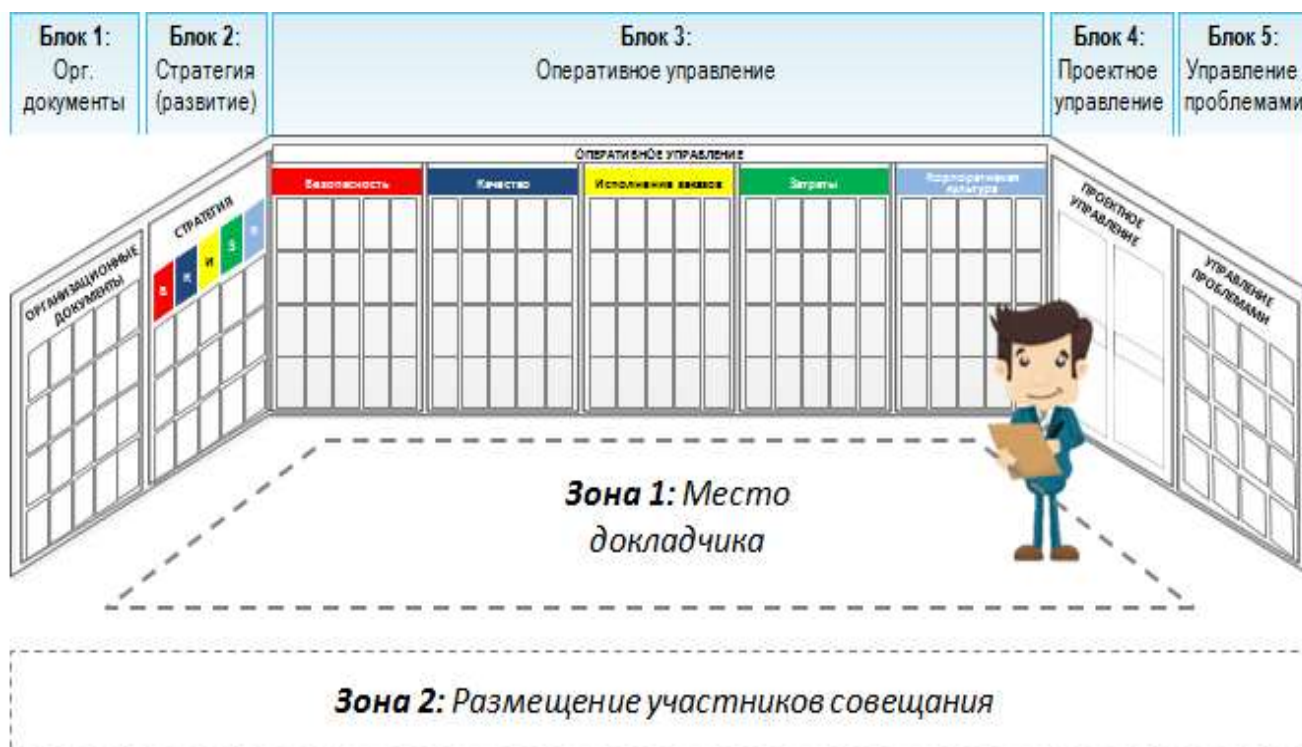 Блок 1:
Орг.
документы
Блок 2:
Стратегия
(развитие)
Блок 3:
Оперативное управление
Блок 4:
Проектное
управление
Блок 5:
Управление
проблемами
ОРГАНИЗАЦИОННЫЕ
ДОКУМЕНТЫ
СТРАТЕГИЯ
Б
К
И
З
К
ОПЕРАТИВНОЕ УПРАВЛЕНИЕ
Безопасность
Качество
Исполнение заказов
Затраты
Корпоративная
культура
ПРОЕКТНОЕ
УПРАВЛЕНИЕ
УПРАВЛЕНИЕ
ПРОБЛЕМАМИ
Зона 1: Место
докладчика
Зона 2: Размещение участников совещания